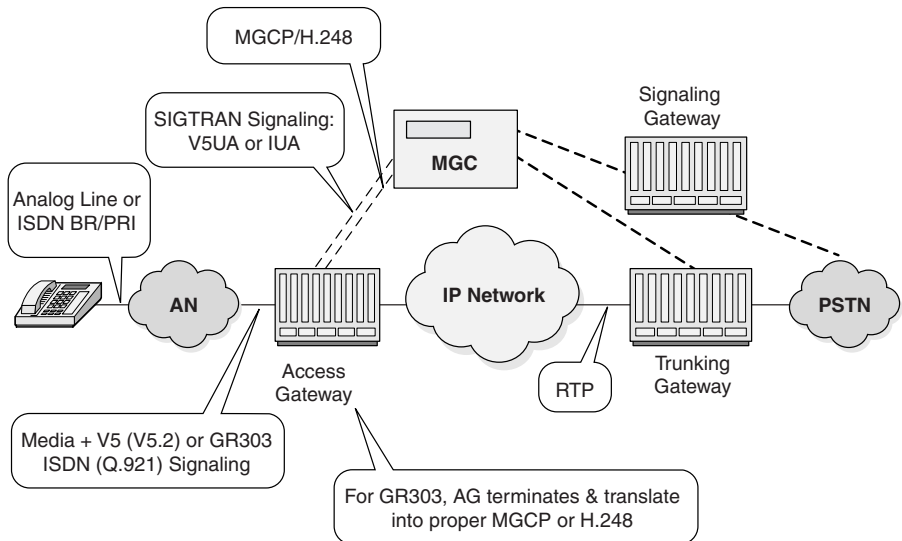 MGCP/H.248
SIGTRAN Signaling:
V5UA or IUA
MGC
Signaling
Gateway
Analog Line or
ISDN BR/PRI
AN
IP Network
PSTN
Access
Gateway
RTP
Trunking
Gateway
Media + V5 (V5.2) or GR303
ISDN (Q.921) Signaling
For GR303, AG terminates & translate
into proper MGCP or H.248